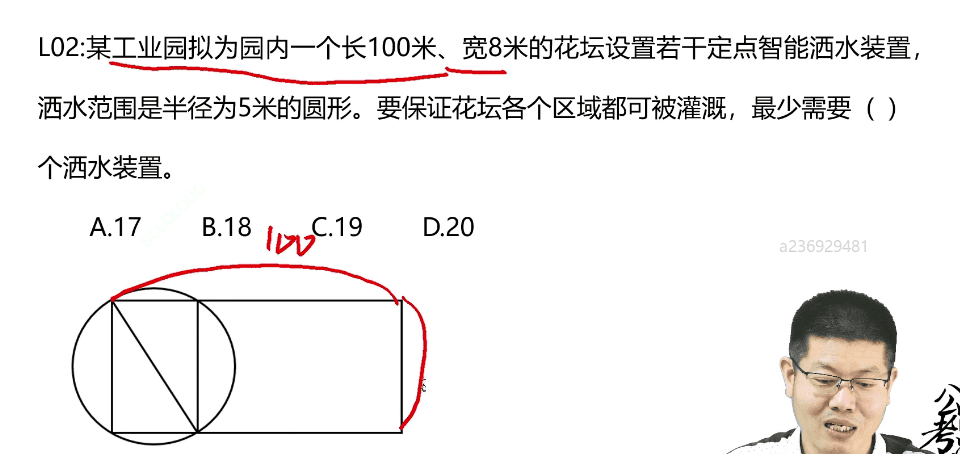 L02:某工业园拟为园内一个长100米、宽8米的花坛设置若干定点智能洒水装置，
洒水范围是半径为5米的圆形。要保证花坛各个区域都可被灌溉，最少需要（ ）
个洒水装置。
A.17 B.18 C.19 D.20
100
a236929481
公
考